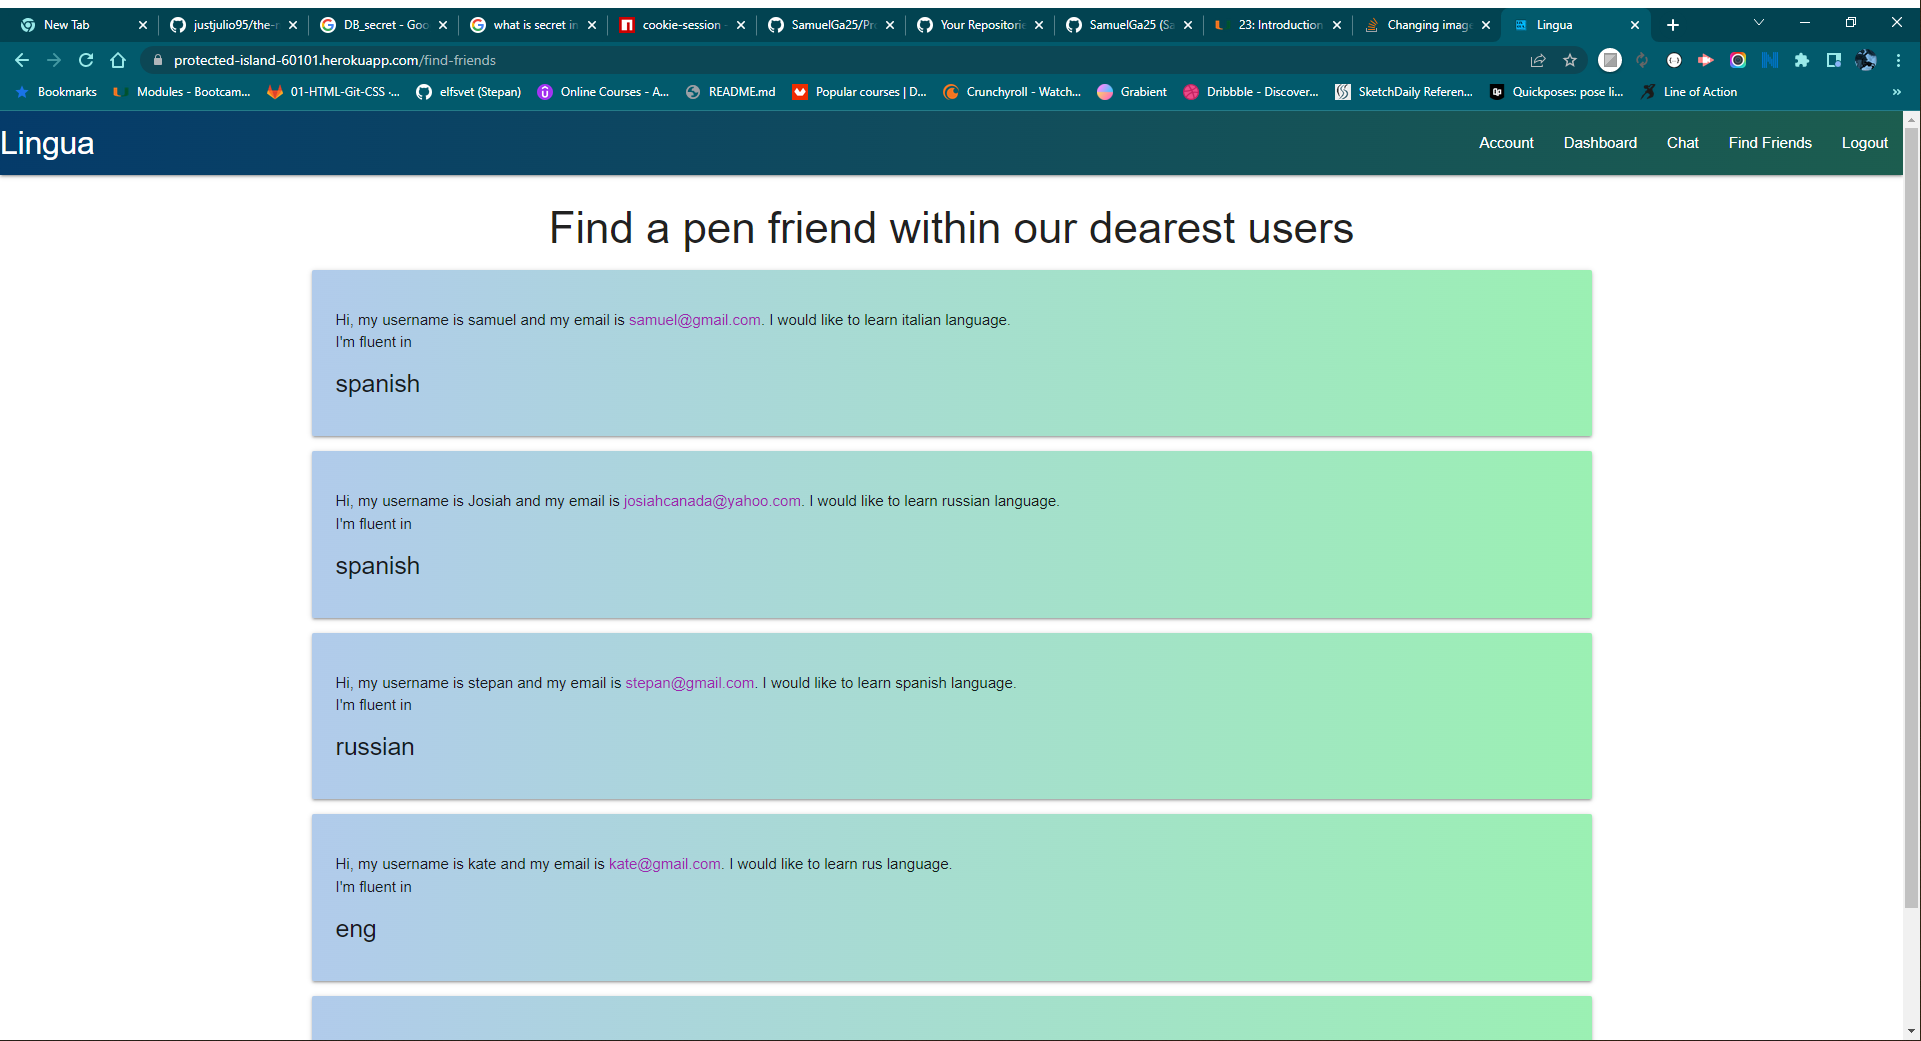 New Tab
justjulio95/the-r
DB_secret - Goo
what is secret in
cookie-session -
SamuelGa25/Pro
Your Repositorie
SamuelGa25 (Sa
23: Introduction
Changing image
Lingua
protected-island-60101.herokuapp.com/find-friends
Bookmarks
Modules - Bootcam...
01-HTML-Git-CSS ·...
elfsvet (Stepan)
Online Courses - A...
README.md
Popular courses | D...
Crunchyroll - Watch...
Grabient
Dribbble - Discover...
SketchDaily Referen...
Quickposes: pose li...
Line of Action
»
Lingua
Account
Dashboard
Chat
Find Friends
Logout
Find a pen friend within our dearest users
Hi, my username is samuel and my email is samuel@gmail.com. I would like to learn italian language.
I'm fluent in
spanish
Hi, my username is Josiah and my email is josiahcanada@yahoo.com. I would like to learn russian language.
I'm fluent in
spanish
Hi, my username is stepan and my email is stepan@gmail.com. I would like to learn spanish language.
I'm fluent in
russian
Hi, my username is kate and my email is kate@gmail.com. I would like to learn rus language.
I'm fluent in
eng